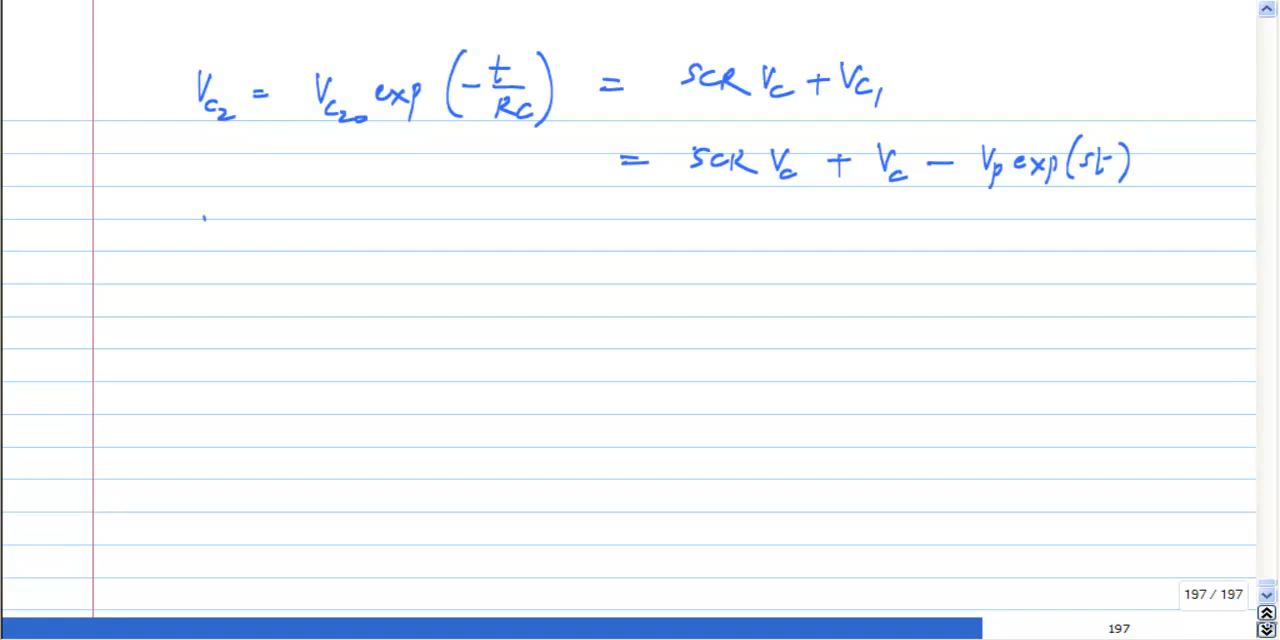 V_{c_2} = V_{c_{20}} exp(-t/RC) = SCR V_c + V_{c_1}
= SCR V_c + V_c - V_p exp(st)
197 / 197
197